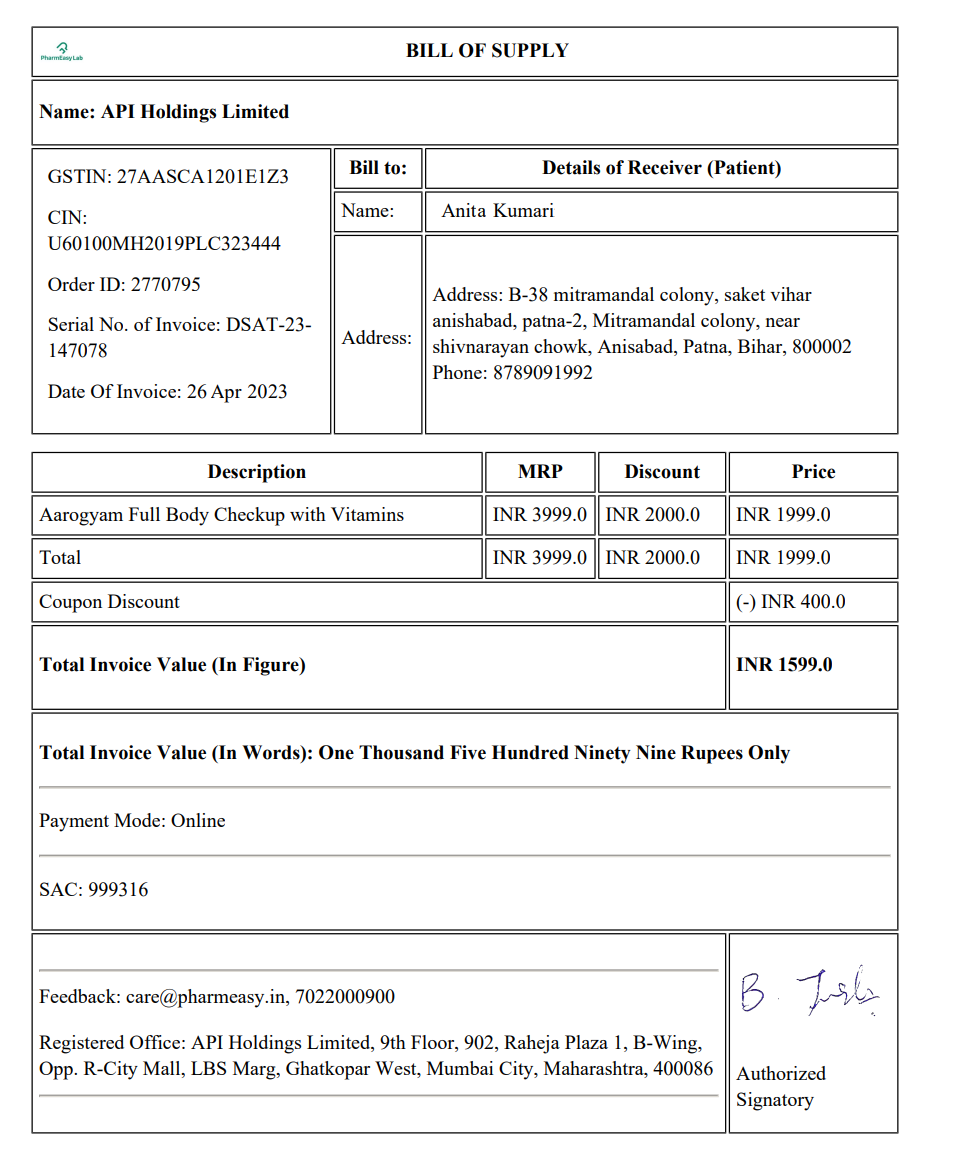 PharmEasy Lab
BILL OF SUPPLY
Name: API Holdings Limited
GSTIN: 27AASCA1201E1Z3
CIN:
U60100MH2019PLC323444
Order ID: 2770795
Serial No. of Invoice: DSAT-23-
147078
Date Of Invoice: 26 Apr 2023
Bill to:
Details of Receiver (Patient)
Name:
Anita Kumari
Address:
Address: B-38 mitramandal colony, saket vihar
anishabad, patna-2, Mitramandal colony, near
shivnarayan chowk, Anisabad, Patna, Bihar, 800002
Phone: 8789091992
Description MRP Discount Price
Aarogyam Full Body Checkup with Vitamins INR 3999.0 INR 2000.0 INR 1999.0
Total INR 3999.0 INR 2000.0 INR 1999.0
Coupon Discount (-) INR 400.0
Total Invoice Value (In Figure) INR 1599.0
Total Invoice Value (In Words): One Thousand Five Hundred Ninety Nine Rupees Only
Payment Mode: Online
SAC: 999316
Feedback: care@pharmeasy.in, 7022000900
Registered Office: API Holdings Limited, 9th Floor, 902, Raheja Plaza 1, B-Wing,
Opp. R-City Mall, LBS Marg, Ghatkopar West, Mumbai City, Maharashtra, 400086
B.
Authorized
Signatory